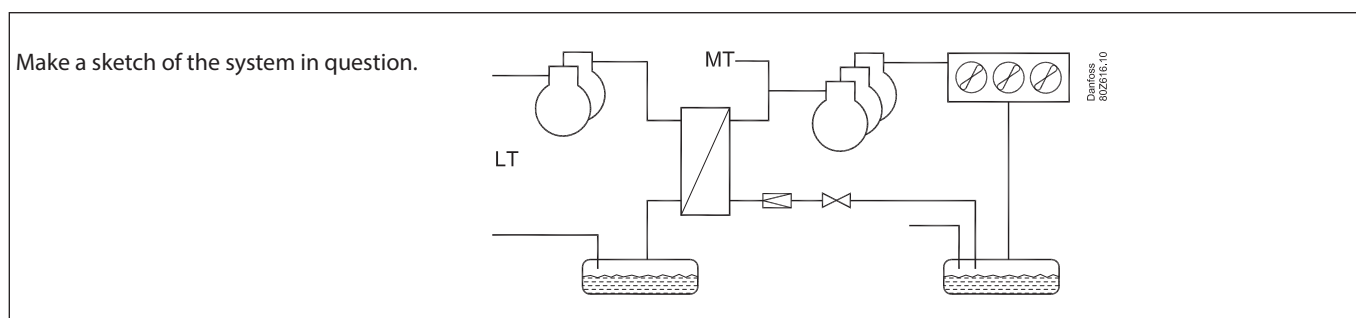 Make a sketch of the system in question.
MT
LT
Danfoss
80Z616.10